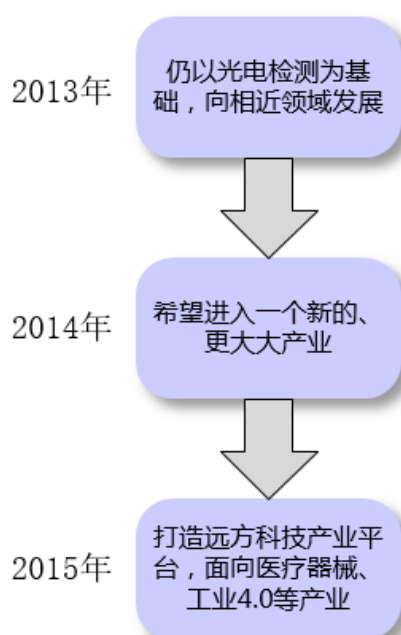 2013年
仍以光电检测为基
础，向相近领域发展
2014年
希望进入一个新的、
更大大产业
2015年
打造远方科技产业平
台，面向医疗器械、
工业4.0等产业